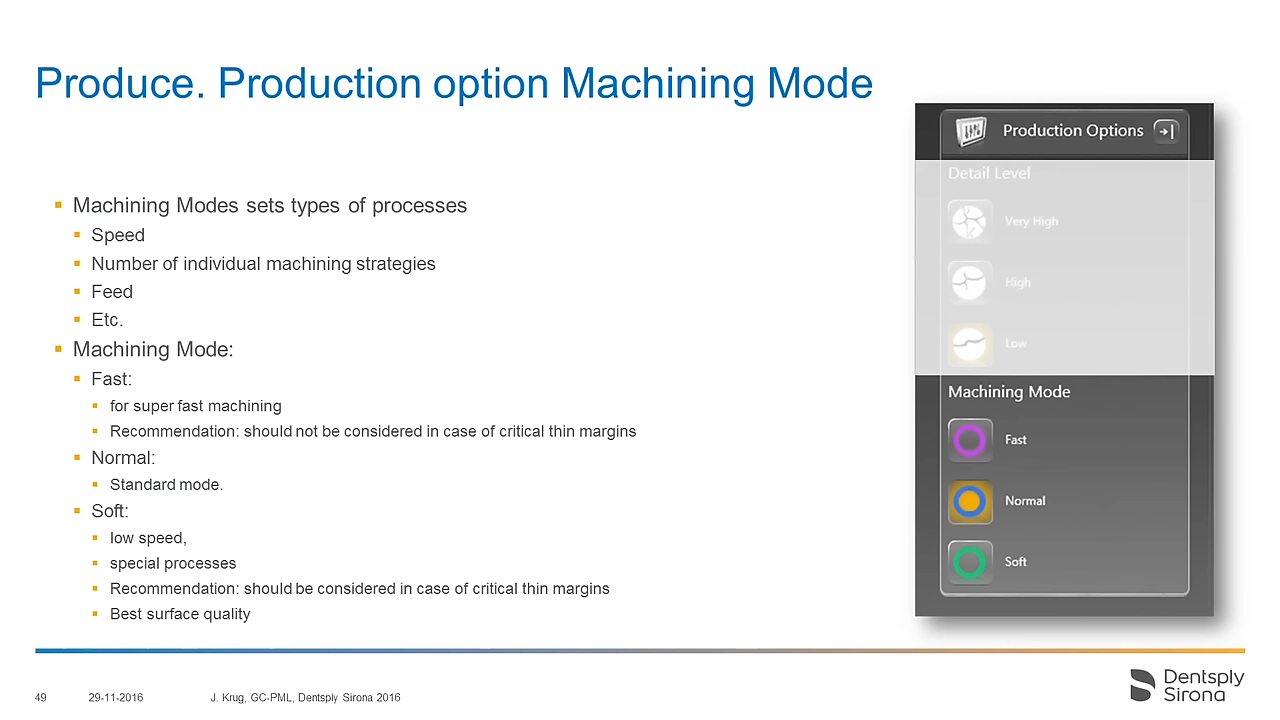 Produce. Production option Machining Mode
Machining Modes sets types of processes
Speed
Number of individual machining strategies
Feed
Etc.
Machining Mode:
Fast:
for super fast machining
Recommendation: should not be considered in case of critical thin margins
Normal:
Standard mode.
Soft:
low speed,
special processes
Recommendation: should be considered in case of critical thin margins
Best surface quality
Production Options
Detail Level
Very High
High
Low
Machining Mode
Fast
Normal
Soft
49 29-11-2016 J. Krug, GC-PML, Dentsply Sirona 2016
Dentsply
Sirona